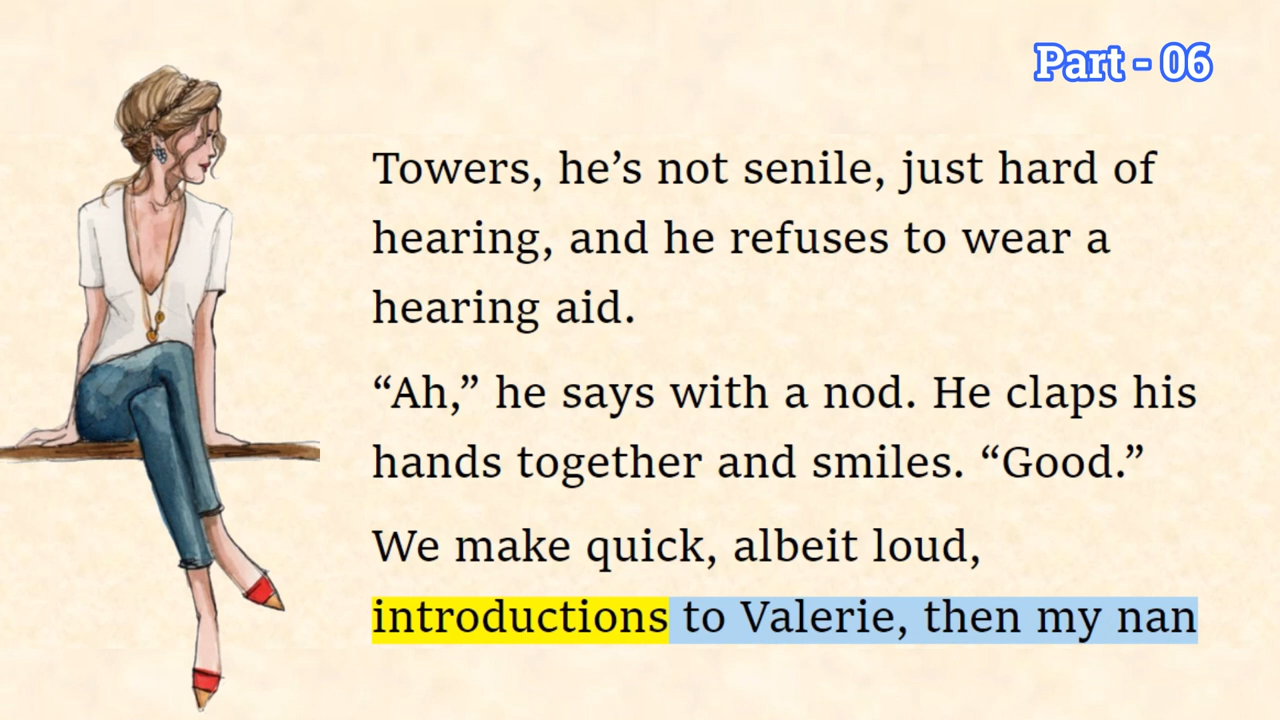 Part - 06
Towers, he’s not senile, just hard of
hearing, and he refuses to wear a
hearing aid.
“Ah,” he says with a nod. He claps his
hands together and smiles. “Good.”
We make quick, albeit loud,
introductions to Valerie, then my nan